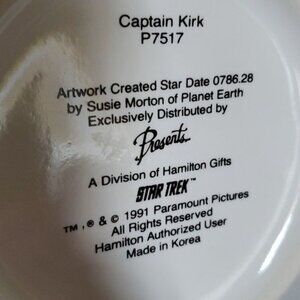 Captain Kirk
P7517
Artwork Created Star Date 0786.28
by Susie Morton of Planet Earth
Exclusively Distributed by
Presents
A Division of Hamilton Gifts
STAR TREK
™, ® & © 1991 Paramount Pictures
All Rights Reserved
Hamilton Authorized User
Made in Korea